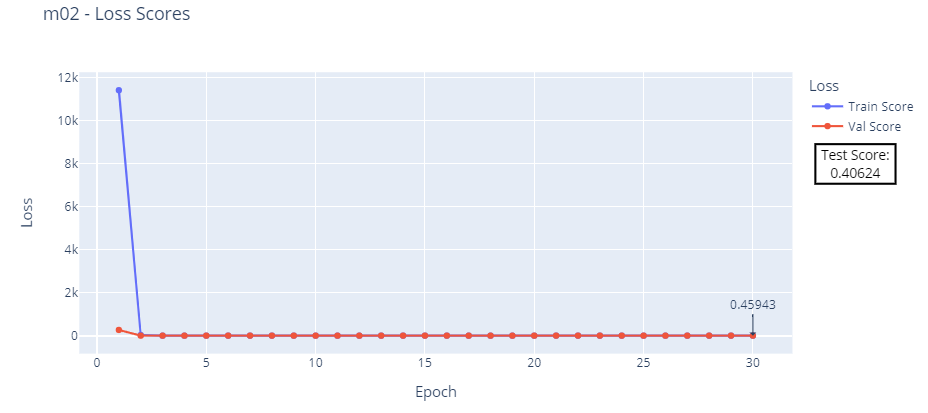 m02 - Loss Scores
Loss
12k
10k
8k
6k
4k
2k
0
0
5
10
15
20
25
30
Epoch
0.45943
Loss
Train Score
Val Score
Test Score:
0.40624